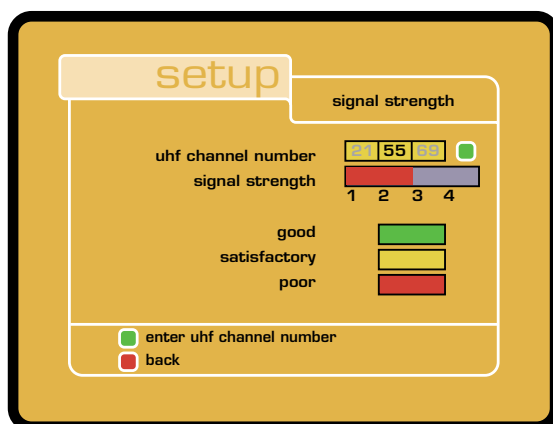 setup
signal strength
uhf channel number 21 55 69
signal strength
1 2 3 4
good
satisfactory
poor
enter uhf channel number
back